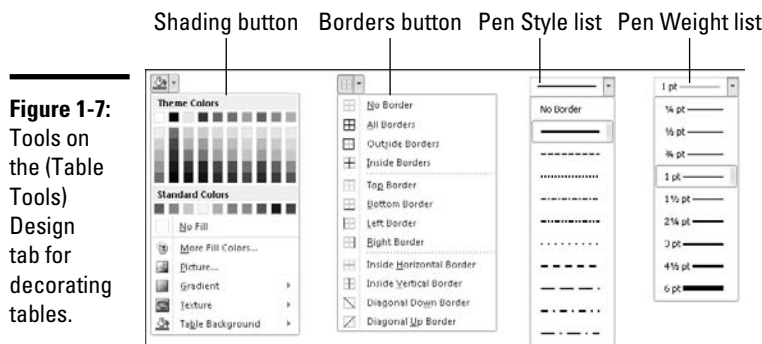 Shading button
Borders button
Pen Style list
Pen Weight list
Figure 1-7:
Tools on
the (Table
Tools)
Design
tab for
decorating
tables.
Theme Colors
Standard Colors
No Fill
More Fill Colors...
Picture...
Gradient
Texture
Table Background
No Border
All Borders
Outside Borders
Inside Borders
Top Border
Bottom Border
Left Border
Right Border
Inside Horizontal Border
Inside Vertical Border
Diagonal Down Border
Diagonal Up Border
No Border
1 pt
¼ pt
½ pt
¾ pt
1 pt
1½ pt
2¼ pt
3 pt
4½ pt
6 pt